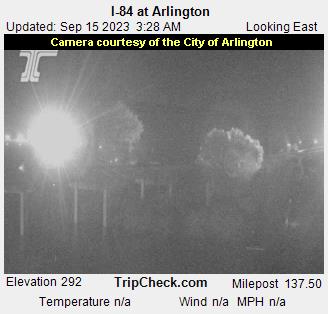 I-84 at Arlington
Updated: Sep 15 2023 3:28 AM Looking East
Camera courtesy of the City of Arlington
Elevation 292 TripCheck.com Milepost 137.50
Temperature n/a Wind n/a MPH n/a